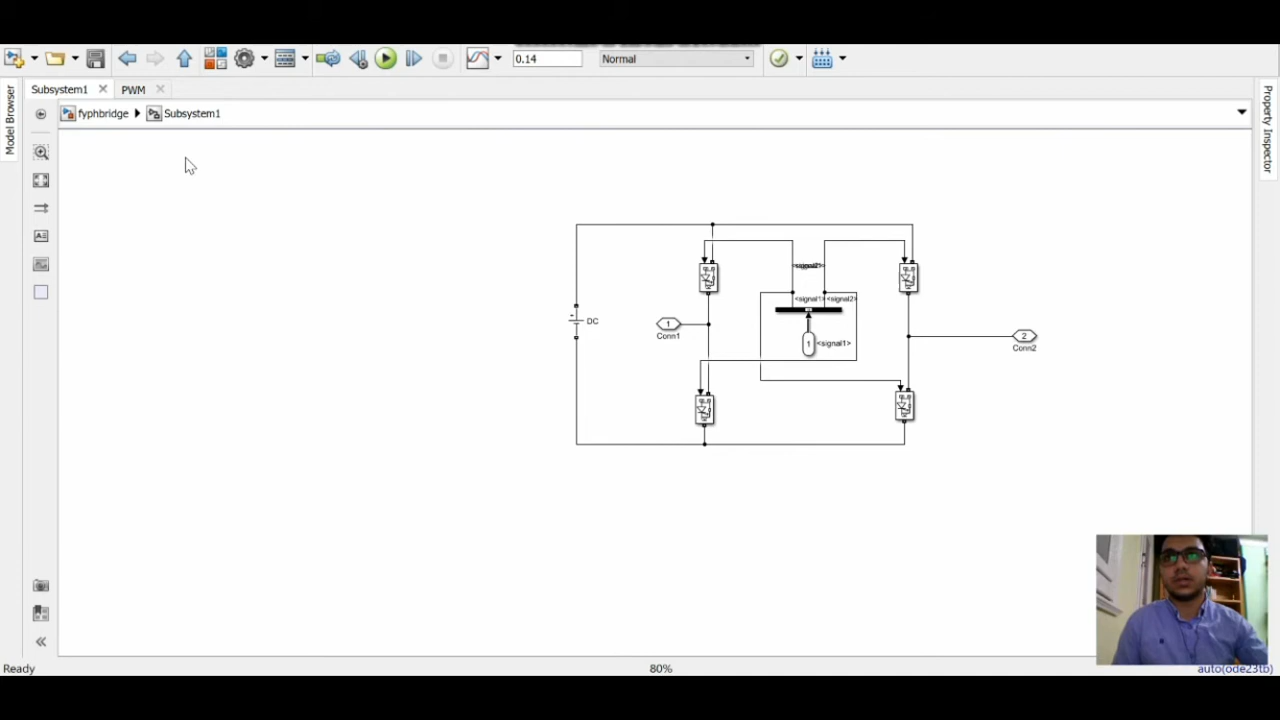 0.14
Normal
Subsystem1
PWM
Model Browser
fyphbridge
Subsystem1
Property Inspector
<signal1>
<signal2>
DC
1
Conn1
1
<signal1>
2
Conn2
Ready
80%
auto(ode23tb)